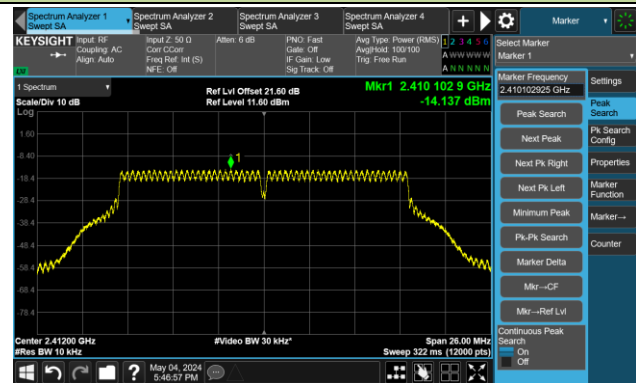 Spectrum Analyzer 1
Swept SA
Spectrum Analyzer 2
Swept SA
Spectrum Analyzer 3
Swept SA
Spectrum Analyzer 4
Swept SA
Marker
KEYSIGHT
Input: RF
Coupling: AC
Align: Auto
Input Z: 50 Ω
Corr CCorr
Freq Ref: Int (S)
NFE: Off
Atten: 6 dB
PNO: Fast
Gate: Off
IF Gain: Low
Sig Track: Off
Avg Type: Power (RMS)
Avg|Hold: 100/100
Trig: Free Run
1 2 3 4 5 6
A W W W W W
A N N N N N
Select Marker
Marker 1
1 Spectrum
Scale/Div 10 dB
Log
Ref Lvl Offset 21.60 dB
Ref Level 11.60 dBm
Mkr1 2.410 102 9 GHz
-14.137 dBm
1.60
-8.40
-18.4
-28.4
-38.4
-48.4
-58.4
-68.4
-78.4
1
Center 2.41200 GHz
#Res BW 10 kHz
#Video BW 30 kHz*
Span 26.00 MHz
Sweep 322 ms (12000 pts)
Marker Frequency
2.410102925 GHz
Peak Search
Next Peak
Next Pk Right
Next Pk Left
Minimum Peak
Pk-Pk Search
Marker Delta
Mkr→CF
Mkr→Ref Lvl
Continuous Peak
Search
On
Off
Settings
Peak
Search
Pk Search
Config
Properties
Marker
Function
Marker→
Counter
May 04, 2024
5:46:57 PM